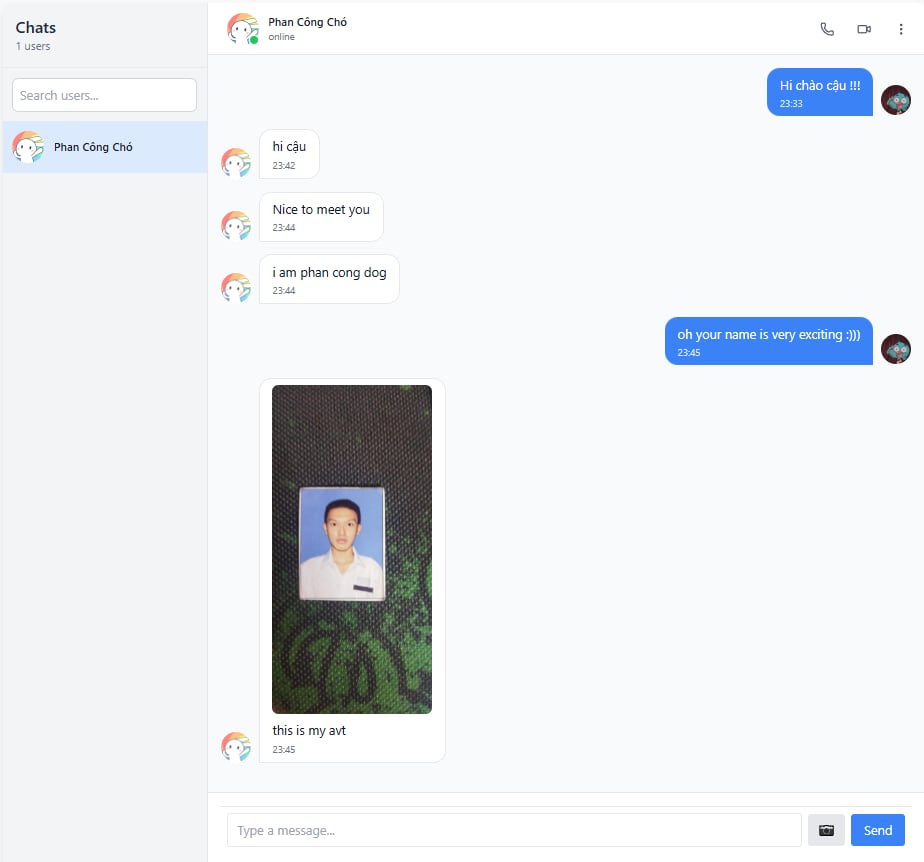 Chats
1 users
Search users...
Phan Công Chó
Phan Công Chó
online
Hi chào cậu !!!
23:33
hi cậu
23:42
Nice to meet you
23:44
i am phan cong dog
23:44
oh your name is very exciting :)))
23:45
this is my avt
23:45
Type a message...
Send